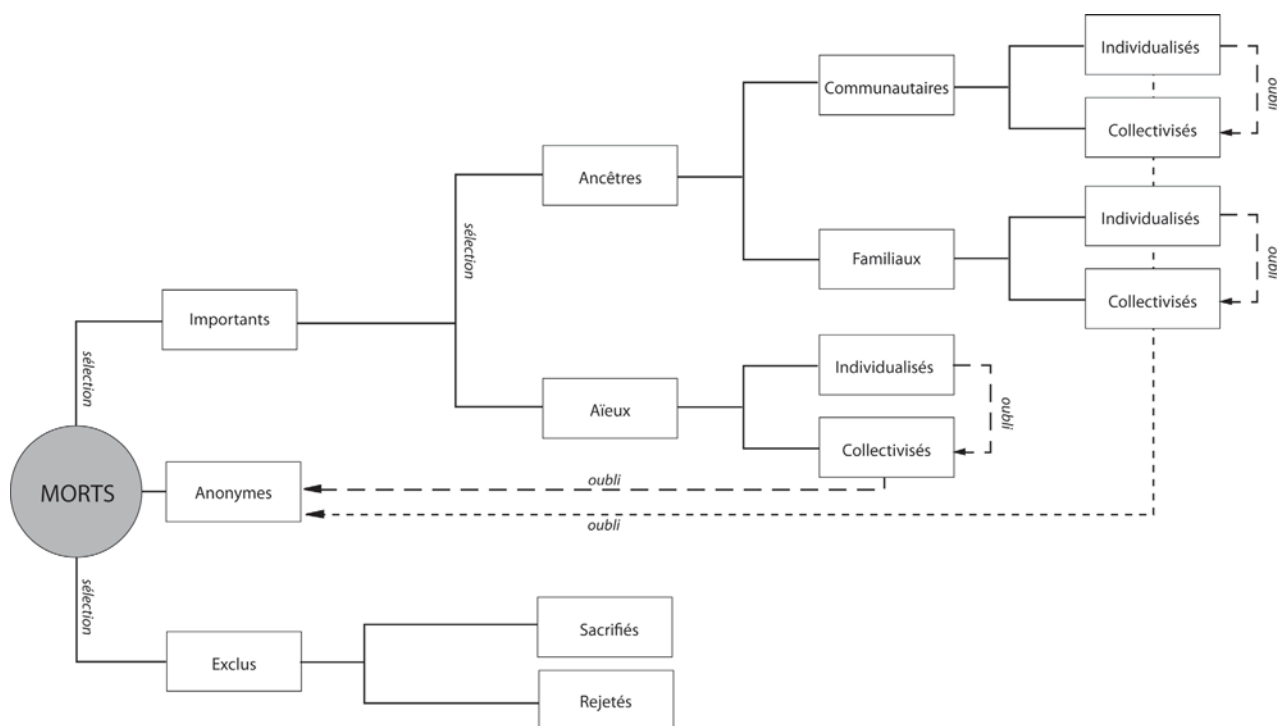 Individualisés
oubli
Communautaires
Collectivisés
Ancêtres
sélection
Individualisés
oubli
Familiaux
Collectivisés
Importants
sélection
Individualisés
oubli
Aïeux
Collectivisés
MORTS
Anonymes
oubli
oubli
sélection
Sacrifiés
Exclus
Rejetés